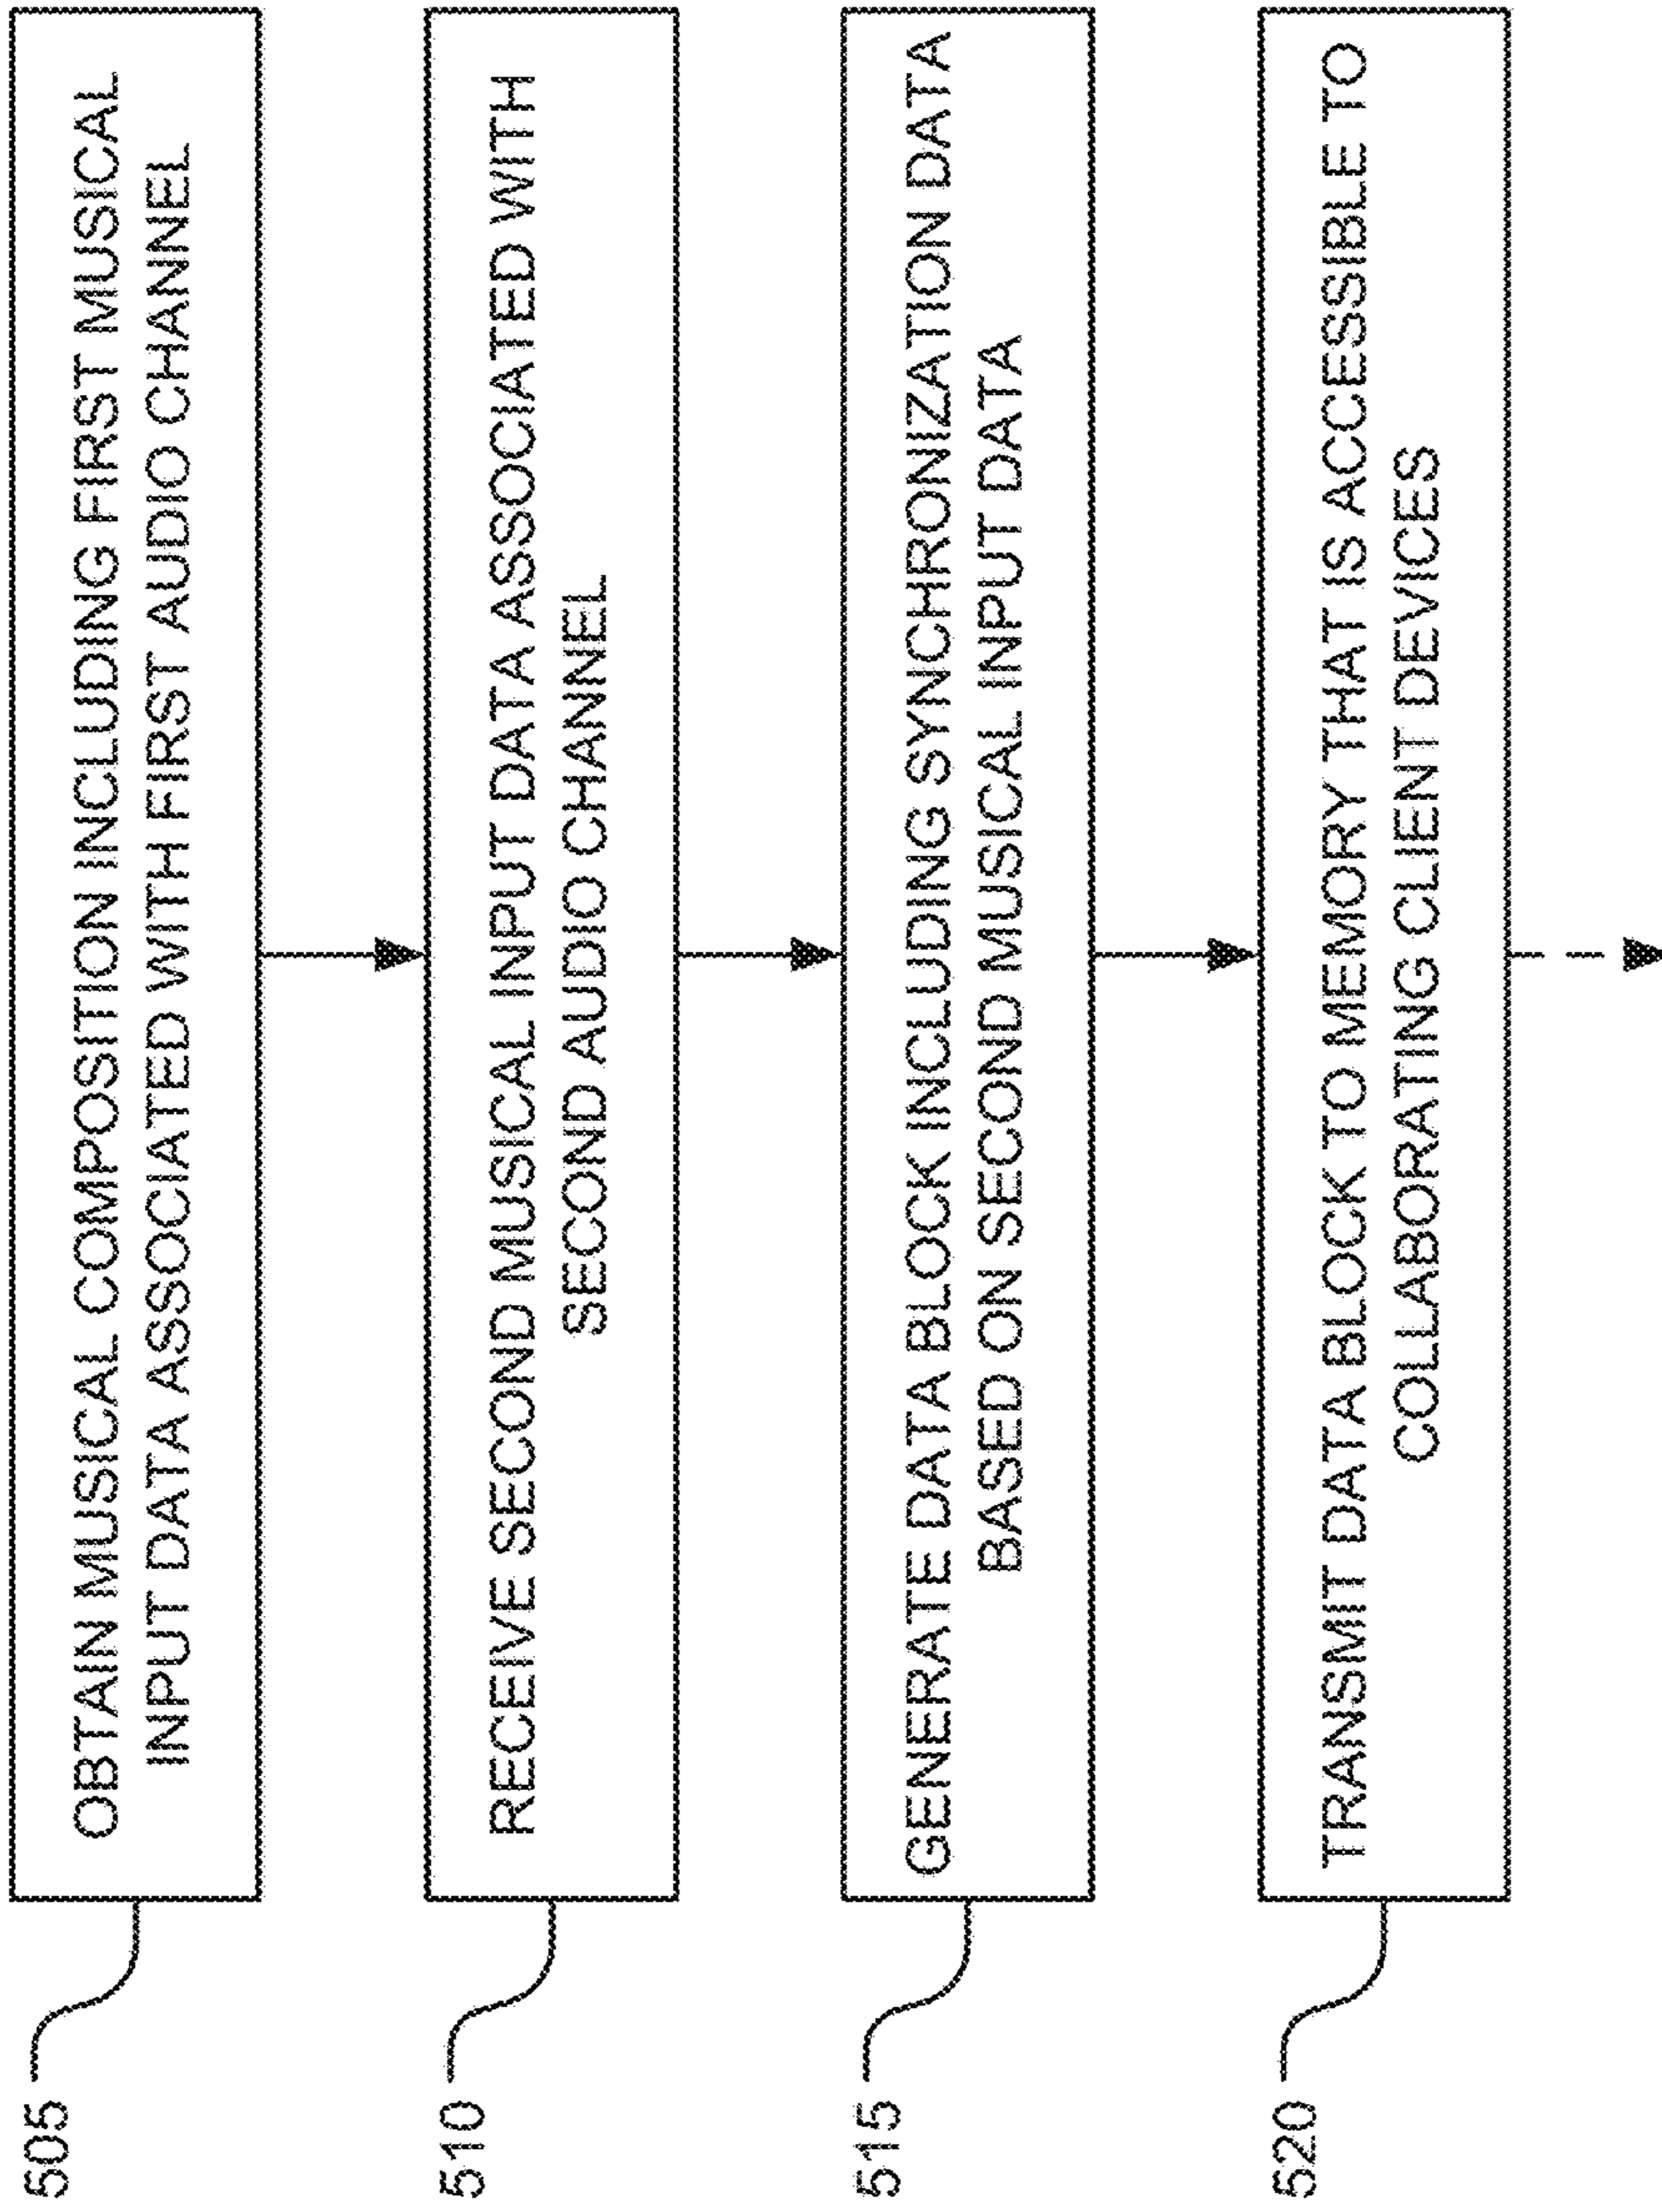 505
OBTAIN MUSICAL COMPOSITION INCLUDING FIRST MUSICAL
INPUT DATA ASSOCIATED WITH FIRST AUDIO CHANNEL
510
RECEIVE SECOND MUSICAL INPUT DATA ASSOCIATED WITH
SECOND AUDIO CHANNEL
515
GENERATE DATA BLOCK INCLUDING SYNCHRONIZATION DATA
BASED ON SECOND MUSICAL INPUT DATA
520
TRANSMIT DATA BLOCK TO MEMORY THAT IS ACCESSIBLE TO
COLLABORATING CLIENT DEVICES